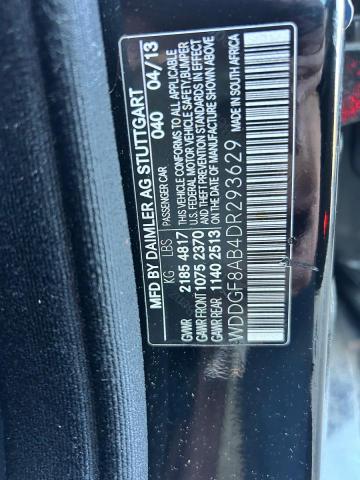 MFD BY DAIMLER AG STUTTGART 040 04/13
KG LBS PASSENGER CAR
GVWR 2185 4817 THIS VEHICLE CONFORMS TO ALL APPLICABLE
GAWR FRONT 1075 2370 U.S. FEDERAL MOTOR VEHICLE SAFETY, BUMPER
GAWR REAR 1140 2513 AND THEFT PREVENTION STANDARDS IN EFFECT
ON THE DATE OF MANUFACTURE SHOWN ABOVE
WDDGF8AB4DR293629 MADE IN SOUTH AFRICA